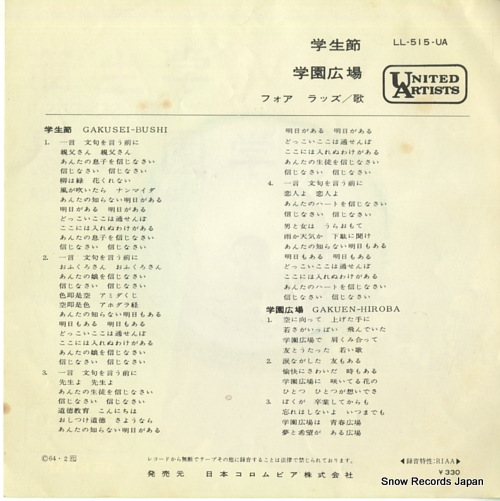 学生節
LL-515-UA
学園広場
フォア ラッズ／歌
UNITED
ARTISTS
学生節 GAKUSEI-BUSHI
1. 一言 文句を言う前に
親父さん 親父さん
あんたの息子を信じなさい
信じなさい 信じなさい
柳は緑 花くれない
風が吹いたら ナンマイダ
あんたの知らない明日がある
明日がある 明日がある
どっこいここは通せんぼ
ここには入れぬわけがある
あんたの息子を信じなさい
信じなさい 信じなさい
2. 一言 文句を言う前に
おふくろさん おふくろさん
あんたの娘を信じなさい
信じなさい 信じなさい
色即是空 アミダくじ
空即是色 アホダラ経
あんたの知らない明日もある
明日もある 明日もある
どっこいここは通せんぼ
ここには入れぬわけがある
あんたの娘を信じなさい
信じなさい 信じなさい
3. 一言 文句を言う前に
先生よ 先生よ
あんたの生徒を信じなさい
信じなさい 信じなさい
道徳教育 こんにちは
おしつけ道徳 さようなら
あんたの知らない明日がある
明日がある 明日がある
どっこいここは通せんぼ
ここには入れぬわけがある
あんたの生徒を信じなさい
信じなさい 信じなさい
4. 一言 文句を言う前に
恋人よ 恋人よ
あんたのハートを信じなさい
信じなさい 信じなさい
男と女は うらおもて
雨か天気か 下駄に聞け
あんたの知らない明日もある
明日もある 明日もある
どっこいここは通せんぼ
ここには入れぬわけがある
あんたのハートを信じなさい
信じなさい 信じなさい
学園広場 GAKUEN-HIROBA
1. 空に向って 上げた手に
若さがいっぱい 飛んでいた
学園広場で 肩くみ合って
友とうたった 若い歌
2. 涙ながした 友もある
愉快にさわいだ 時もある
学園広場に 咲いてる花の
ひとつ ひとつが想いでさ
3. ぼくが 卒業してからも
忘れはしないよ いつまでも
学園広場は 青春広場
夢と希望が ある広場
Ⓒ64・2
レコードから無断でテープその他に録音することは法律で禁じられております。
◀録音特性：RIAA▶
発売元 日本コロムビア株式会社
￥330
Snow Records Japan
(C)snowrecords.jp